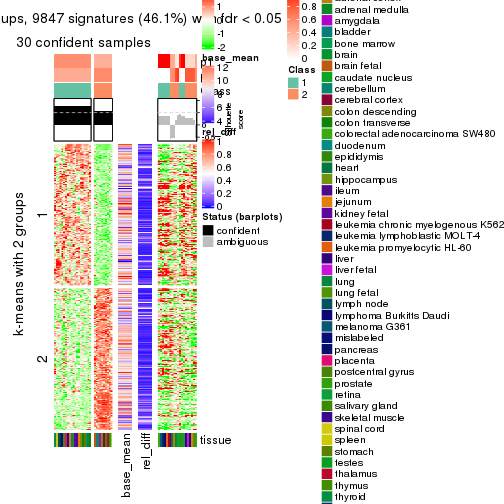 ups, 9847 signatures (46.1%) with fdr < 0.05
30 confident samples
1
0
-1
-2
base_mean
12
10
8
6
4
2
0
rel_diff
1
0.8
0.6
0.4
0.2
0
Status (barplots)
confident
ambiguous
0.8
0.6
0.4
0.2
0
Class
1
2
k-means with 2 groups
1
2
base_mean
rel_diff
tissue
adrenal medulla
amygdala
bladder
bone marrow
brain
brain fetal
caudate nucleus
cerebellum
cerebral cortex
colon descending
colon transverse
colorectal adenocarcinoma SW480
duodenum
epididymis
heart
hippocampus
ileum
jejunum
kidney fetal
leukemia chronic myelogenous K562
leukemia lymphoblastic MOLT-4
leukemia promyelocytic HL-60
liver
liver fetal
lung
lung fetal
lymph node
lymphoma Burkitts Daudi
melanoma G361
mislabeled
pancreas
placenta
postcentral gyrus
prostate
retina
salivary gland
skeletal muscle
spinal cord
spleen
stomach
testes
thalamus
thymus
thyroid